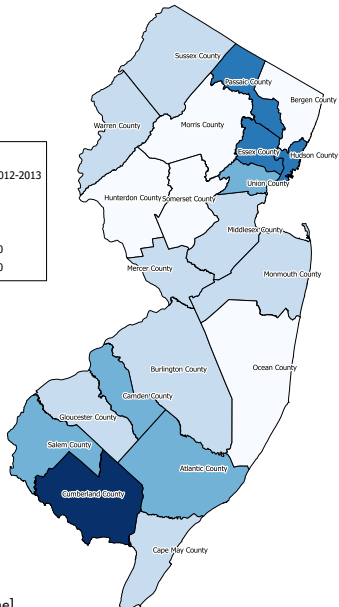 Sussex County
Passaic County
Bergen County
Warren County
Morris County
Essex County
Hudson County
012-2013
Union County
Hunterdon County
Somerset County
Middlesex County
0
Mercer County
0
Monmouth County
Ocean County
Burlington County
Camden County
Gloucester County
Salem County
Atlantic County
Cumberland County
Cape May County
nel